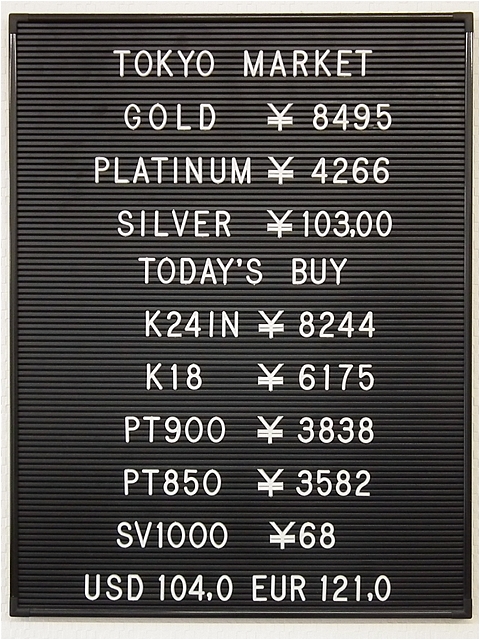 TOKYO MARKET
GOLD ¥ 8495
PLATINUM ¥ 4266
SILVER ¥103,00
TODAY'S BUY
K24IN ¥ 8244
K18 ¥ 6175
PT900 ¥ 3838
PT850 ¥ 3582
SV1000 ¥68
USD 104,0 EUR 121,0